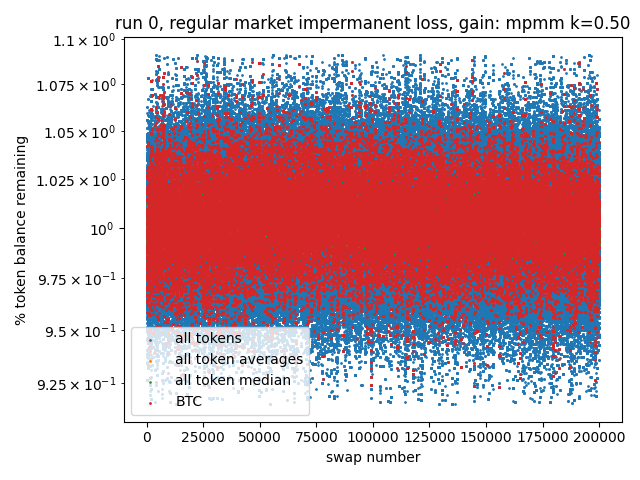 run 0, regular market impermanent loss, gain: mpmm k=0.50
% token balance remaining
1.1 × 10⁰
1.075 × 10⁰
1.05 × 10⁰
1.025 × 10⁰
10⁰
9.75 × 10⁻¹
9.5 × 10⁻¹
9.25 × 10⁻¹
all tokens
all token averages
all token median
BTC
0 25000 50000 75000 100000 125000 150000 175000 200000
swap number